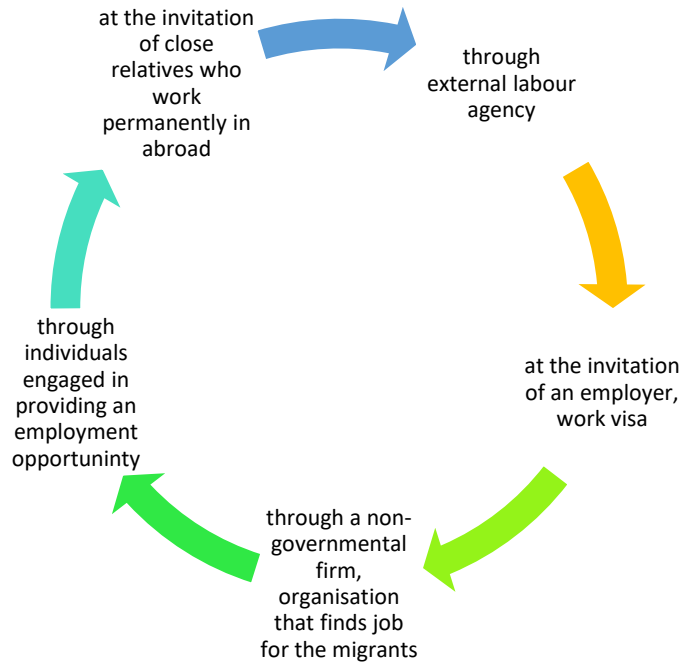 at the invitation
of close
relatives who
work
permanently in
abroad
through
external labour
agency
at the invitation
of an employer,
work visa
through a non-
governmental
firm,
organisation
that finds job
for the migrants
through
individuals
engaged in
providing an
employment
opportuninty